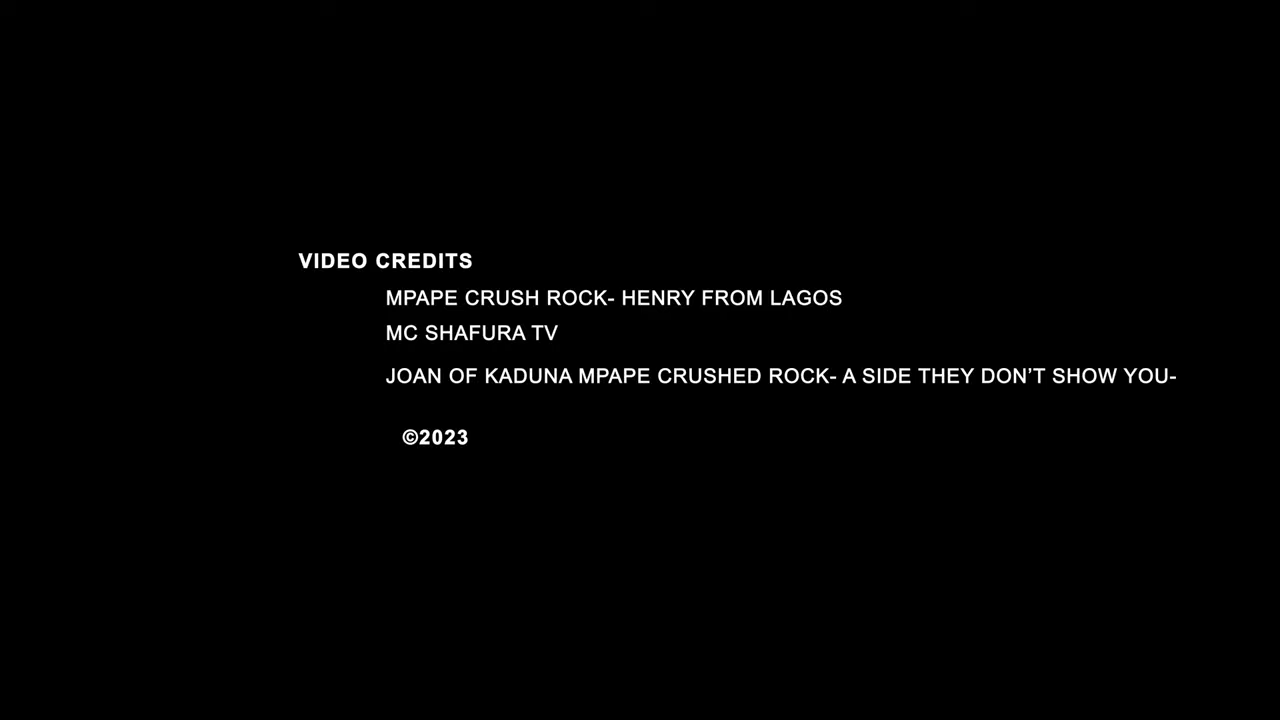 VIDEO CREDITS
MPAPE CRUSH ROCK- HENRY FROM LAGOS
MC SHAFURA TV
JOAN OF KADUNA MPAPE CRUSHED ROCK- A SIDE THEY DON’T SHOW YOU-
©2023